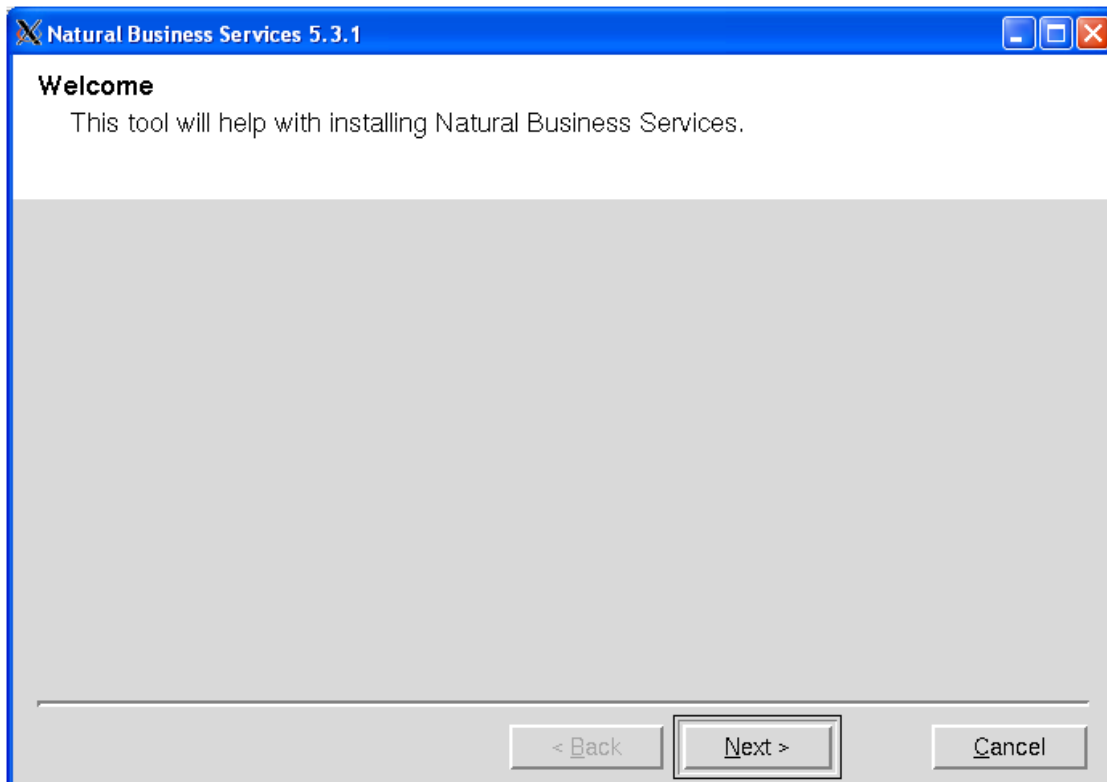 Natural Business Services 5.3.1
Welcome
This tool will help with installing Natural Business Services.
< Back
Next >
Cancel